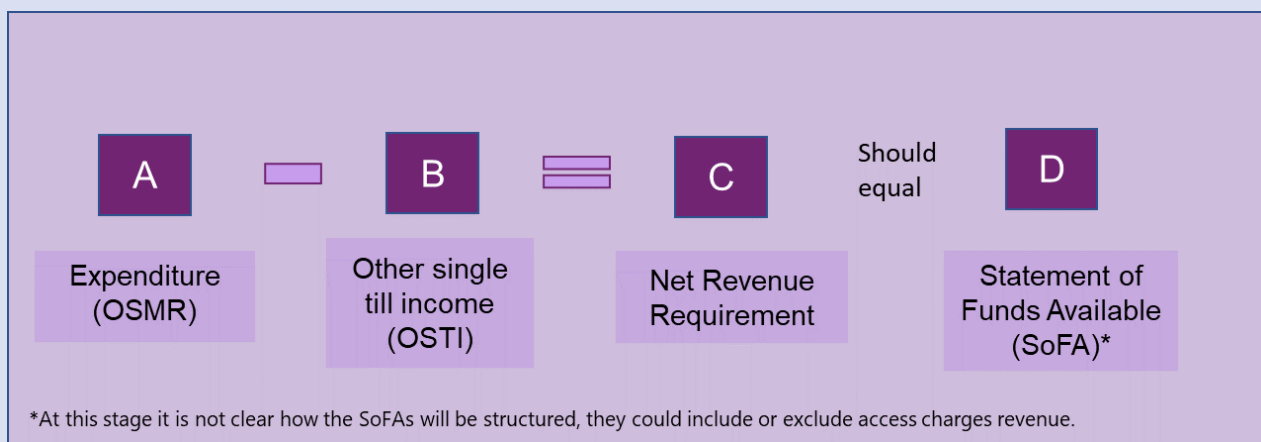 A
B
C
Should
equal
D
Expenditure
(OSMR)
Other single
till income
(OSTI)
Net Revenue
Requirement
Statement of
Funds Available
(SoFA)*
*At this stage it is not clear how the SoFAs will be structured, they could include or exclude access charges revenue.